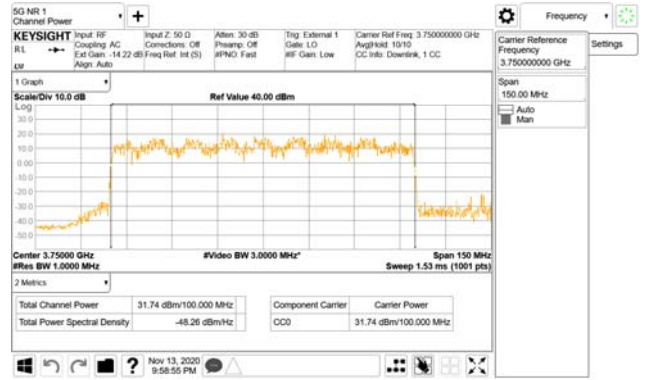 5G NR 1
Channel Power
Frequency
KEYSIGHT
RL
Input: RF
Coupling: AC
Ext Gain: -14.22 dB
Align: Auto
Input Z: 50 Ω
Corrections: Off
Freq Ref: Int (S)
Atten: 30 dB
Preamp: Off
#PNO: Fast
Trig: External 1
Gate: LO
#IF Gain: Low
Carrier Ref Freq: 3.750000000 GHz
Avg|Hold: 10/10
CC Info: Downlink, 1 CC
Carrier Reference
Frequency
3.750000000 GHz
Settings
Span
150.00 MHz
Auto
Man
1 Graph
Scale/Div 10.0 dB
Ref Value 40.00 dBm
Log
30.0
20.0
10.0
0.00
-10.0
-20.0
-30.0
-40.0
-50.0
Center 3.75000 GHz
#Video BW 3.0000 MHz*
Span 150 MHz
#Res BW 1.0000 MHz
Sweep 1.53 ms (1001 pts)
2 Metrics
Total Channel Power 31.74 dBm/100.000 MHz
Total Power Spectral Density -48.26 dBm/Hz
Component Carrier Carrier Power
CC0 31.74 dBm/100.000 MHz
?
Nov 13, 2020
9:58:55 PM